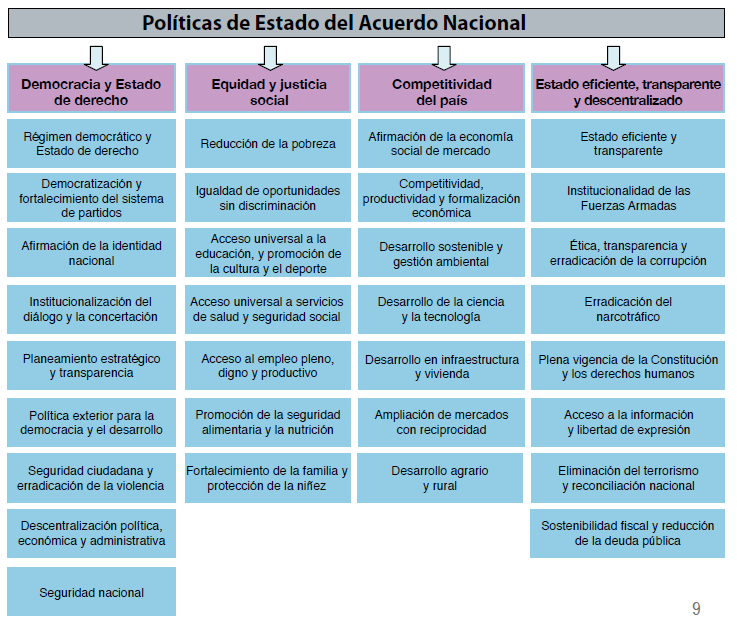 Políticas de Estado del Acuerdo Nacional
Democracia y Estado
de derecho
Régimen democrático y
Estado de derecho
Democratización y
fortalecimiento del sistema
de partidos
Afirmación de la identidad
nacional
Institucionalización del
diálogo y la concertación
Planeamiento estratégico
y transparencia
Política exterior para la
democracia y el desarrollo
Seguridad ciudadana y
erradicación de la violencia
Descentralización política,
económica y administrativa
Seguridad nacional
Equidad y justicia
social
Reducción de la pobreza
Igualdad de oportunidades
sin discriminación
Acceso universal a la
educación, y promoción de
la cultura y el deporte
Acceso universal a servicios
de salud y seguridad social
Acceso al empleo pleno,
digno y productivo
Promoción de la seguridad
alimentaria y la nutrición
Fortalecimiento de la familia y
protección de la niñez
Competitividad
del país
Afirmación de la economía
social de mercado
Competitividad,
productividad y formalización
económica
Desarrollo sostenible y
gestión ambiental
Desarrollo de la ciencia
y la tecnología
Desarrollo en infraestructura
y vivienda
Ampliación de mercados
con reciprocidad
Desarrollo agrario
y rural
Estado eficiente, transparente
y descentralizado
Estado eficiente y
transparente
Institucionalidad de las
Fuerzas Armadas
Ética, transparencia y
erradicación de la corrupción
Erradicación del
narcotráfico
Plena vigencia de la Constitución
y los derechos humanos
Acceso a la información
y libertad de expresión
Eliminación del terrorismo
y reconciliación nacional
Sostenibilidad fiscal y reducción
de la deuda pública
9